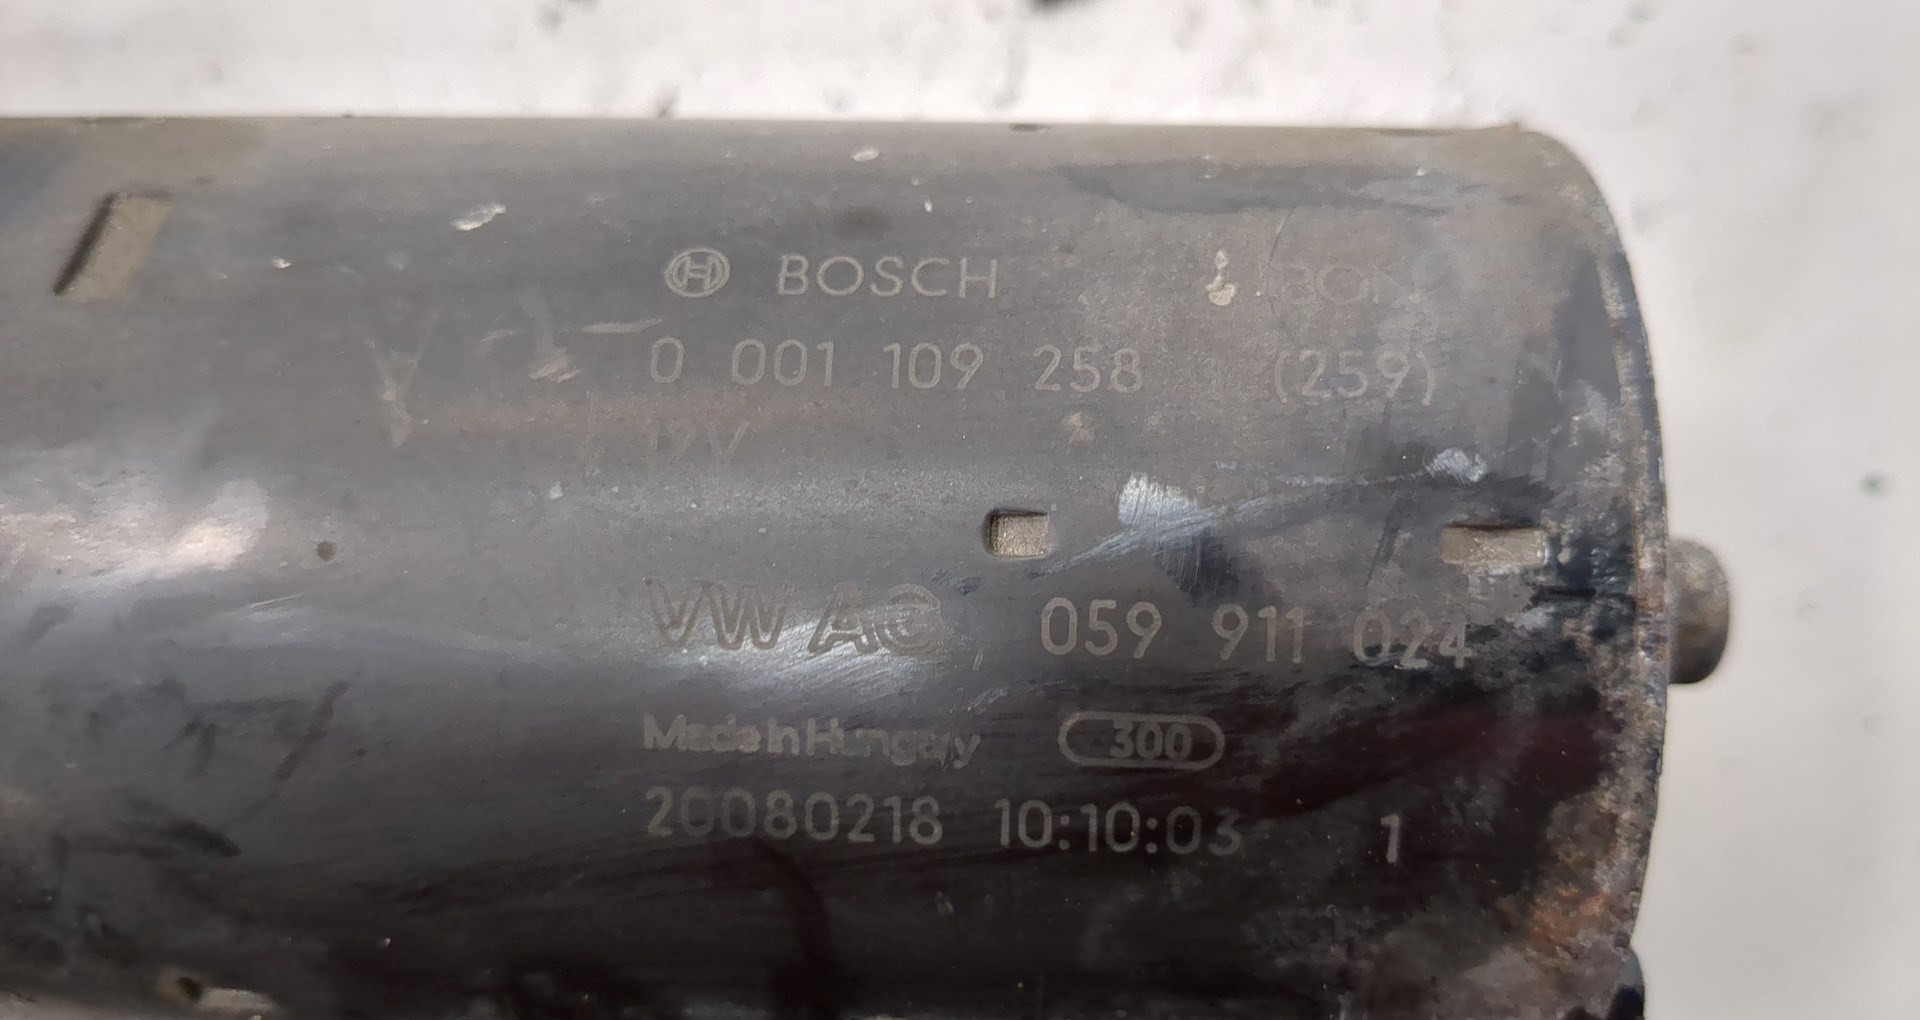 BOSCH
0 001 109 258 (259)
12V
VW AG 059 911 024
Made in Hungary 300
20080218 10:10:03 1